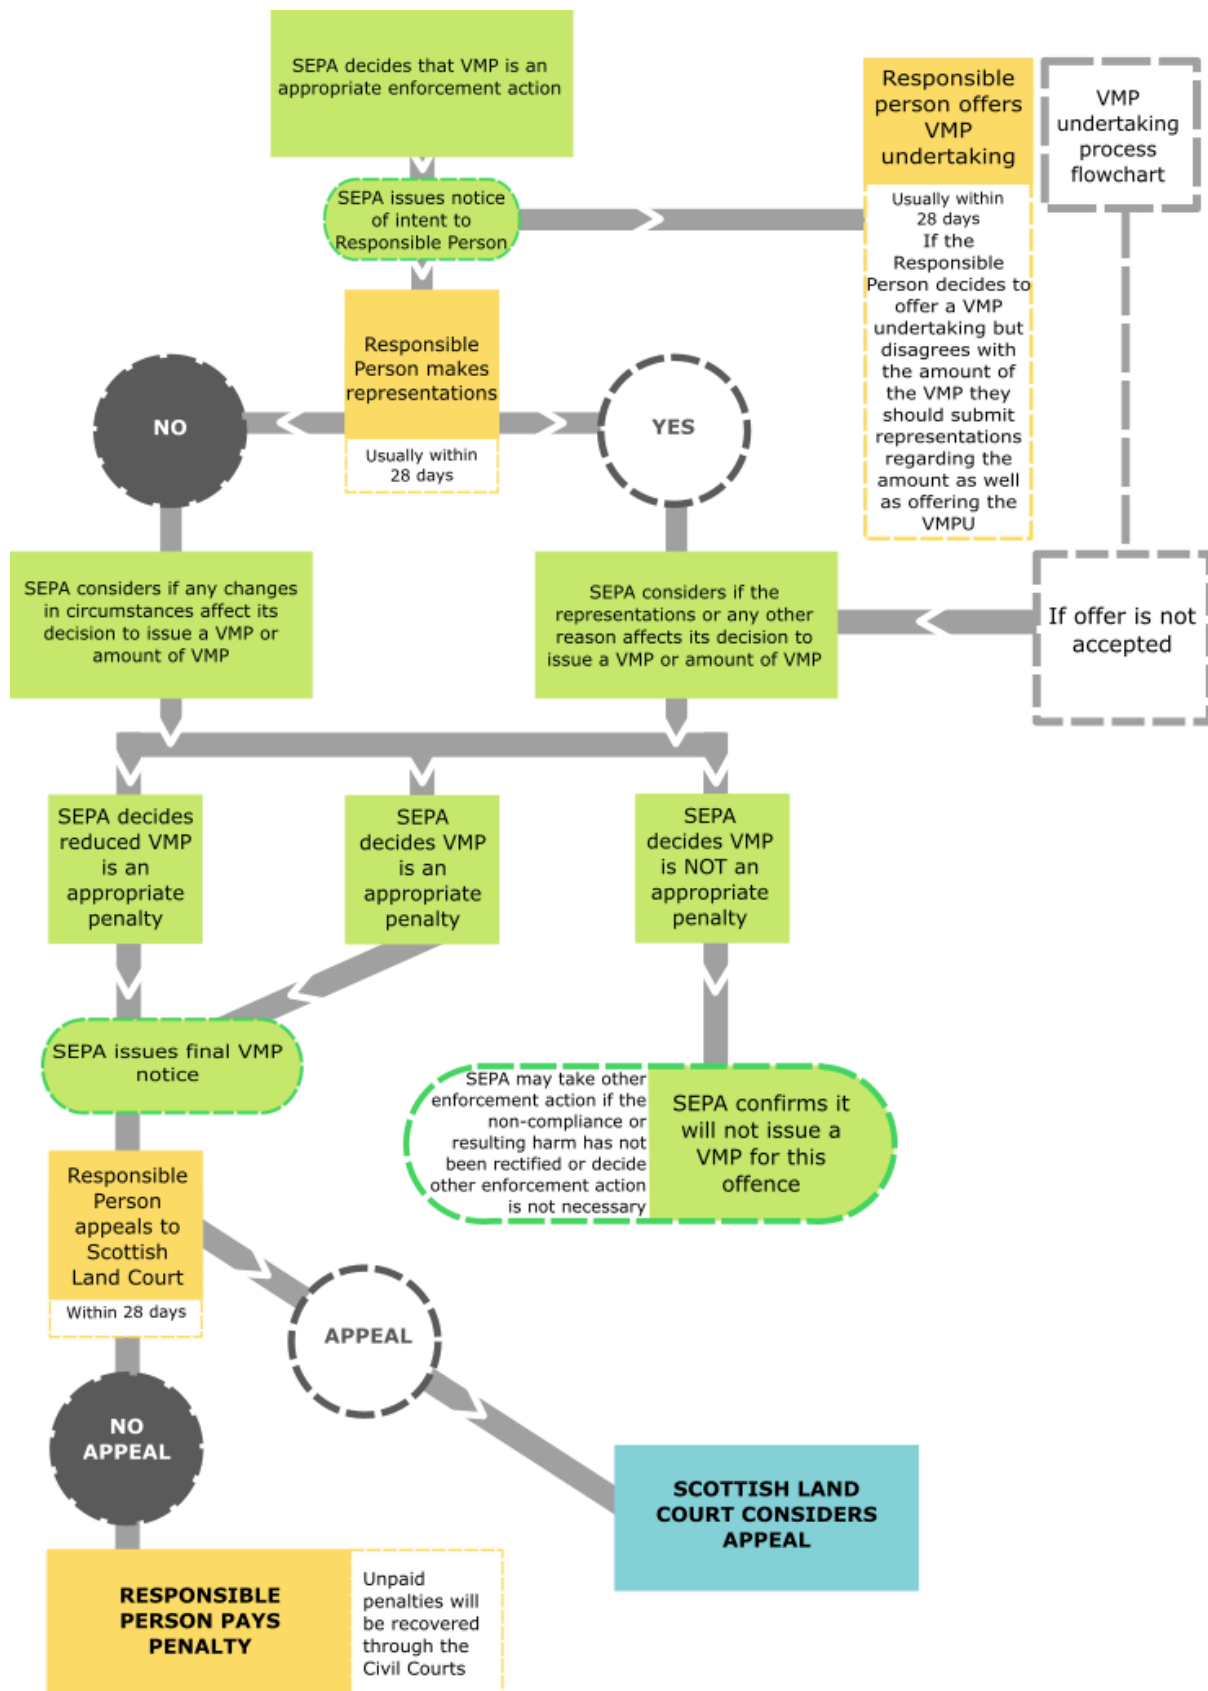 SEPA decides that VMP is an
appropriate enforcement action
SEPA issues notice
of intent to
Responsible Person
Responsible
person offers
VMP
undertaking
Usually within
28 days
If the
Responsible
Person decides to
offer a VMP
undertaking but
disagrees with
the amount of
the VMP they
should submit
representations
regarding the
amount as well
as offering the
VMPU
VMP
undertaking
process
flowchart
Responsible
Person makes
representations
Usually within
28 days
NO
YES
SEPA considers if any changes
in circumstances affect its
decision to issue a VMP or
amount of VMP
SEPA considers if the
representations or any other
reason affects its decision to
issue a VMP or amount of VMP
If offer is not
accepted
SEPA decides
reduced VMP
is an
appropriate
penalty
SEPA
decides VMP
is an
appropriate
penalty
SEPA
decides VMP
is NOT an
appropriate
penalty
SEPA issues final VMP
notice
SEPA may take other
enforcement action if the
non-compliance or
resulting harm has not
been rectified or decide
other enforcement action
is not necessary
SEPA confirms it
will not issue a
VMP for this
offence
Responsible
Person
appeals to
Scottish
Land Court
Within 28 days
APPEAL
NO
APPEAL
SCOTTISH LAND
COURT CONSIDERS
APPEAL
RESPONSIBLE
PERSON PAYS
PENALTY
Unpaid
penalties will
be recovered
through the
Civil Courts